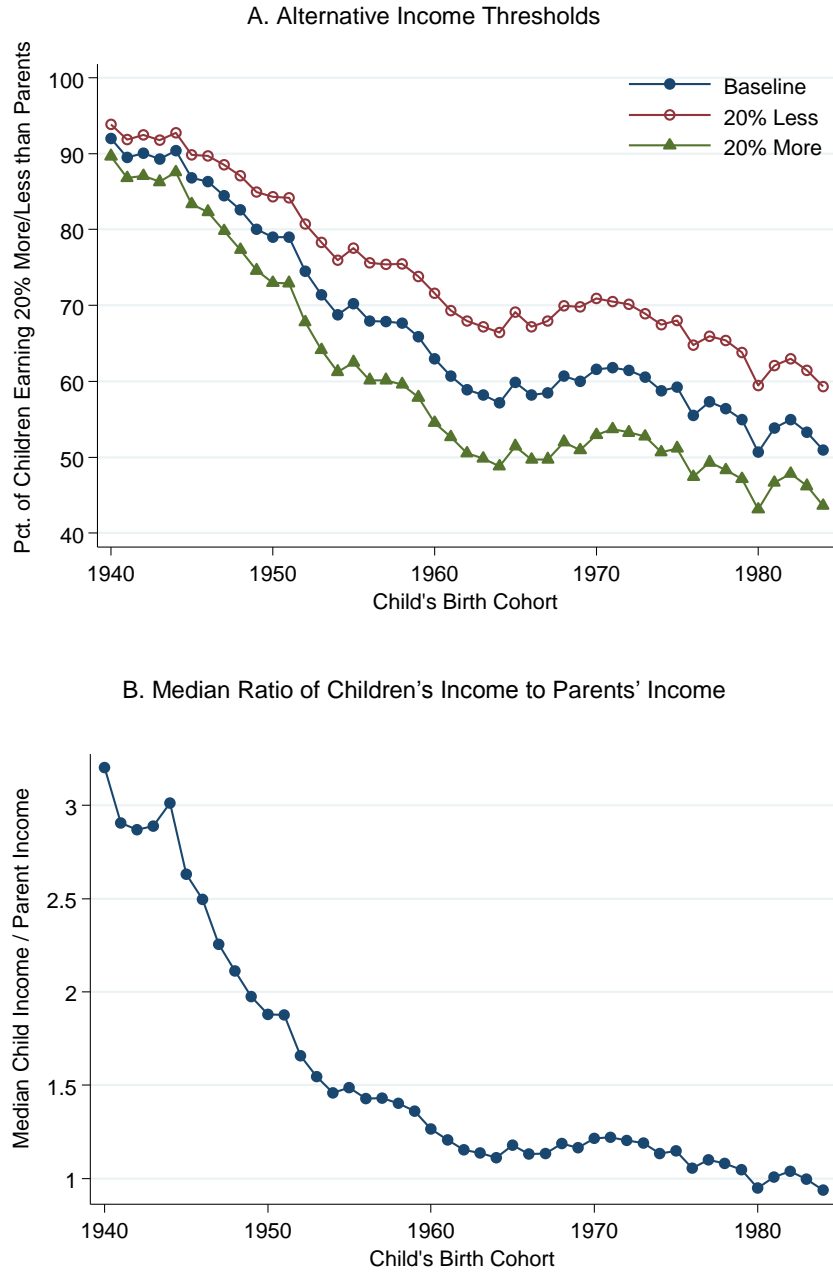 A. Alternative Income Thresholds
Pct. of Children Earning 20% More/Less than Parents
100
90
80
70
60
50
40
Baseline
20% Less
20% More
1940 1950 1960 1970 1980
Child's Birth Cohort
B. Median Ratio of Children’s Income to Parents’ Income
Median Child Income / Parent Income
3
2.5
2
1.5
1
1940 1950 1960 1970 1980
Child's Birth Cohort